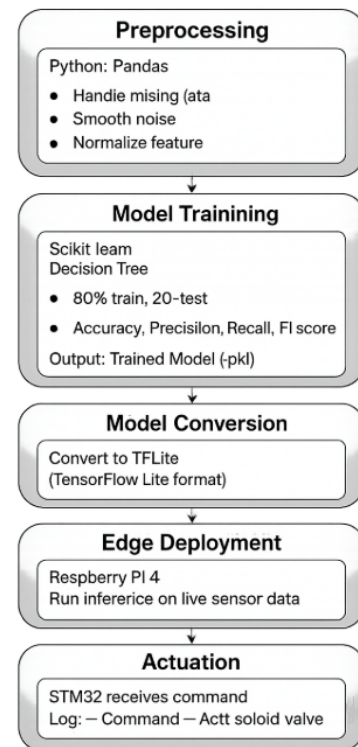 Preprocessing
Python: Pandas
• Handie mising (ata
• Smooth noise
• Normalize feature
Model Trainining
Scikit leam
Decision Tree
• 80% train, 20-test
• Accuracy, Precisilon, Recall, FI score
Output: Trained Model (-pkl)
Model Conversion
Convert to TFLite
(TensorFlow Lite format)
Edge Deployment
Respberry PI 4
Run inferice on live sensor data
Actuation
STM32 receives command
Log: – Command – Actt soloid valve